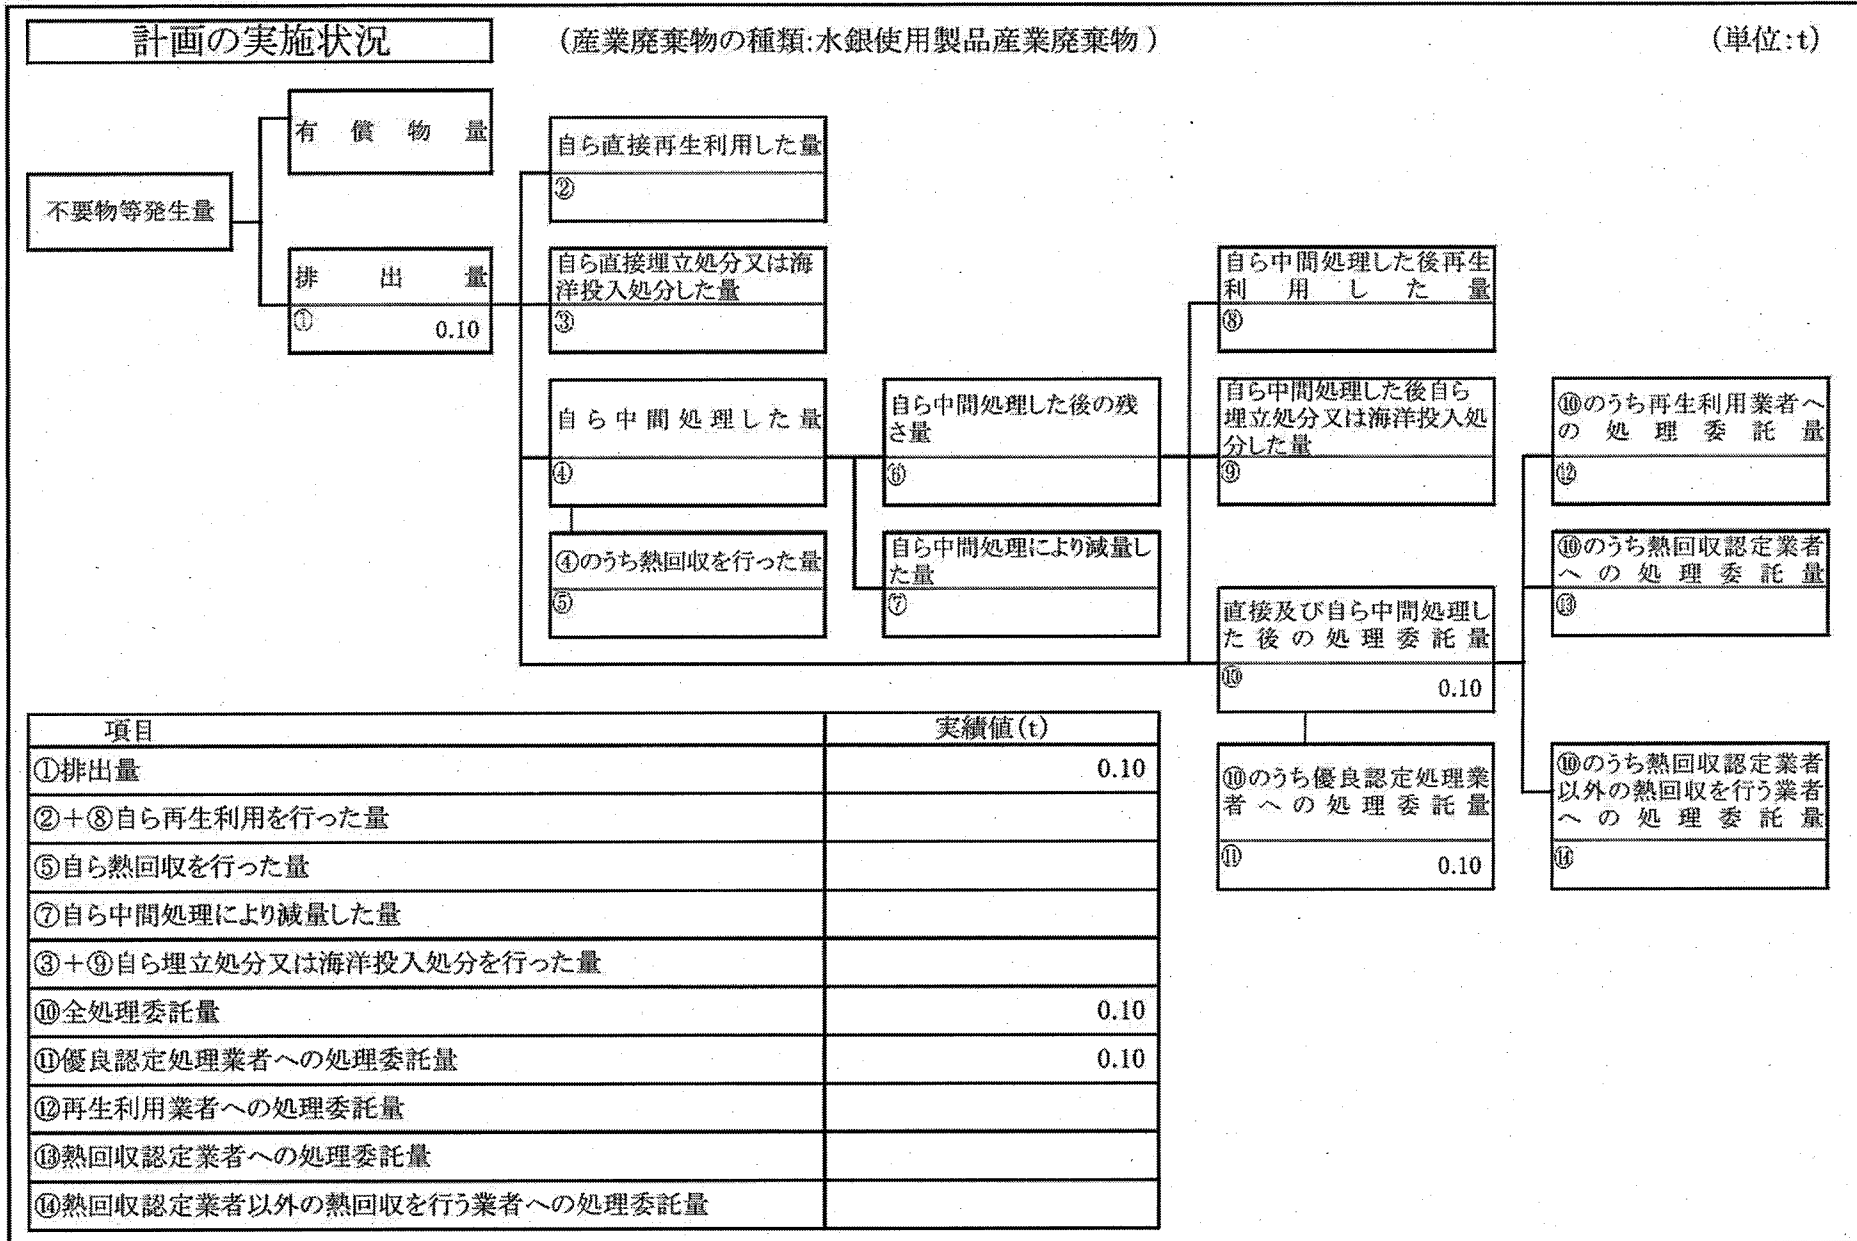 計画の実施状況
(産業廃棄物の種類:水銀使用製品産業廃棄物)
(単位:t)
有償物量
不要物等発生量
排出量
① 0.10
自ら直接再生利用した量
②
自ら直接埋立処分又は海
洋投入処分した量
③
自ら中間処理した量
④
④のうち熱回収を行った量
⑤
自ら中間処理した後の残
さ量
⑥
自ら中間処理により減量し
た量
⑦
自ら中間処理した後再生
利用した量
⑧
自ら中間処理した後自ら
埋立処分又は海洋投入処
分した量
⑨
直接及び自ら中間処理し
た後の処理委託量
⑩ 0.10
⑩のうち優良認定処理業
者への処理委託量
⑪ 0.10
⑩のうち再生利用業者へ
の処理委託量
⑫
⑩のうち熱回収認定業者
への処理委託量
⑬
⑩のうち熱回収認定業者
以外の熱回収を行う業者
への処理委託量
⑭
項目 実績値(t)
①排出量 0.10
②+⑧自ら再生利用を行った量
⑤自ら熱回収を行った量
⑦自ら中間処理により減量した量
③+⑨自ら埋立処分又は海洋投入処分を行った量
⑩全処理委託量 0.10
⑪優良認定処理業者への処理委託量 0.10
⑫再生利用業者への処理委託量
⑬熱回収認定業者への処理委託量
⑭熱回収認定業者以外の熱回収を行う業者への処理委託量